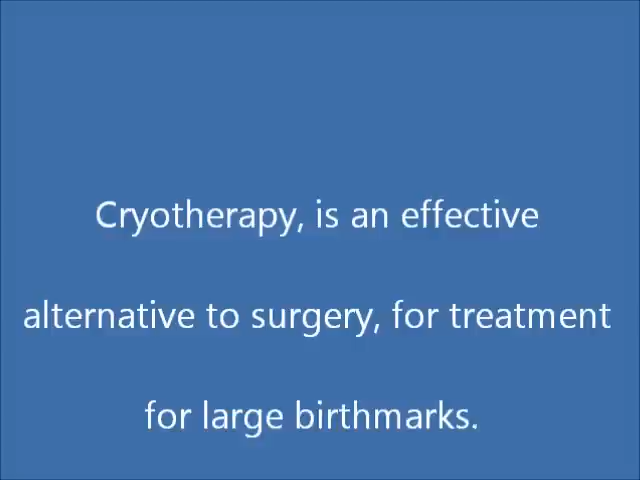 Cryotherapy, is an effective
alternative to surgery, for treatment
for large birthmarks.